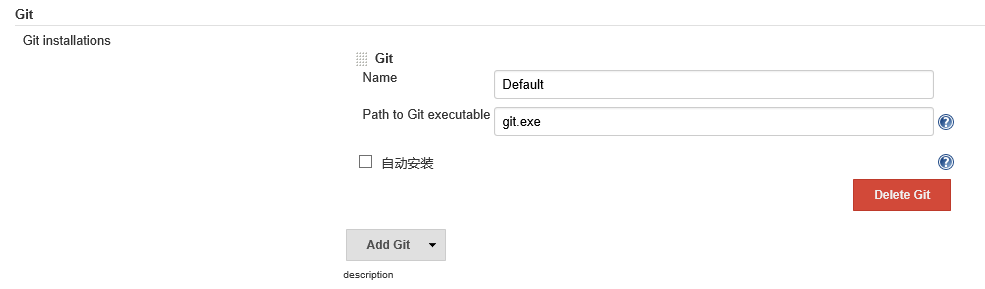 Git
Git installations
Git
Name
Default
Path to Git executable
git.exe
自动安装
Delete Git
Add Git
description